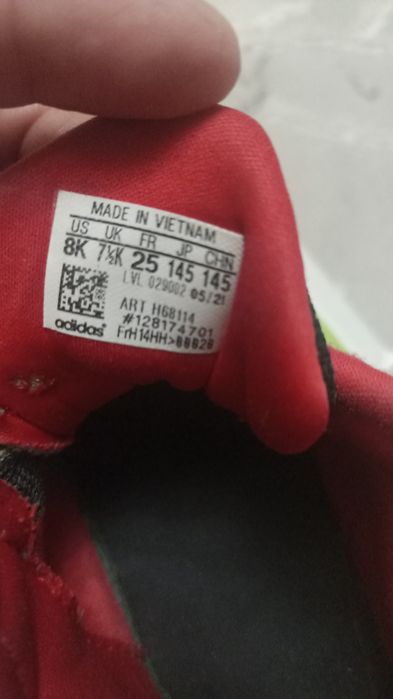 MADE IN VIETNAM
US UK FR JP CHN
8K 7½K 25 145 145
LVL 029002 05/21
ART H68114
#128174701
adidas FrH14HH>